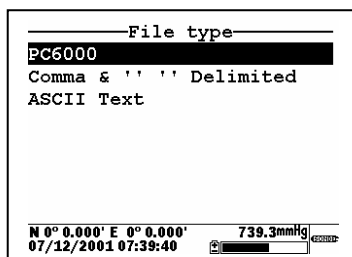 File type
PC6000
Comma & '' '' Delimited
ASCII Text
N 0° 0.000' E 0° 0.000' 739.3mmHg
07/12/2001 07:39:40